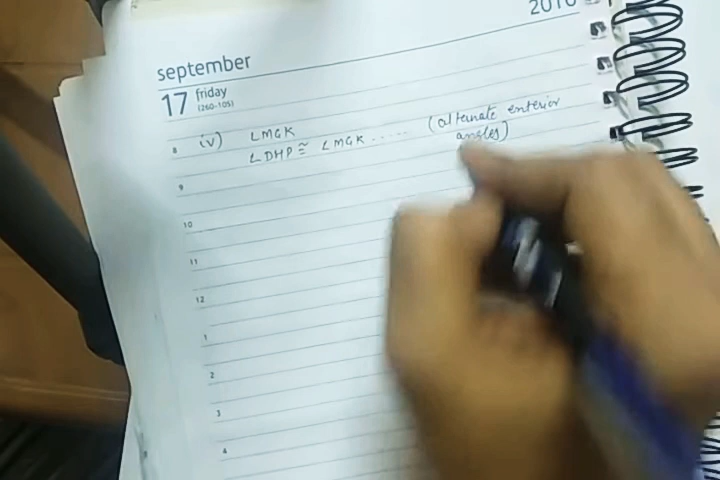 2010
september
17 friday
(260-105)
8 (v) ∠MGK
∠DHP ≅ ∠MGK ..... (alternate enterior
angles)
9
10
11
12
1
2
3
4